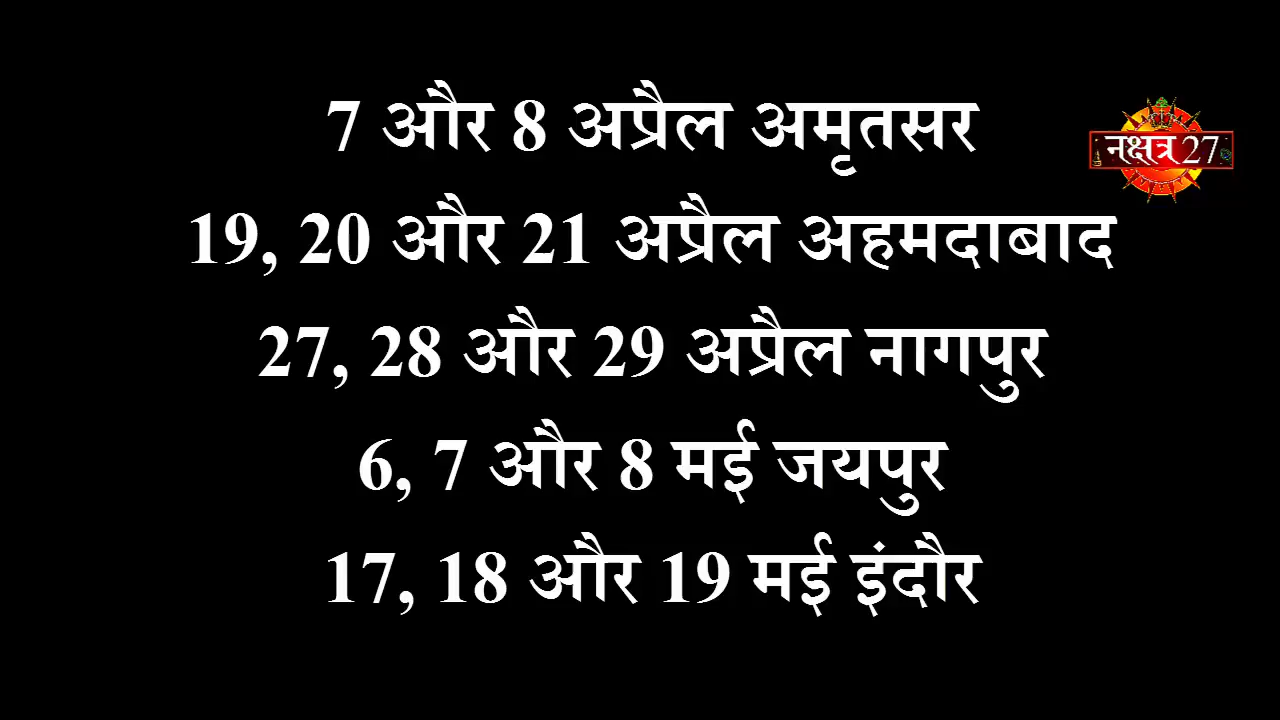 7 और 8 अप्रैल अमृतसर
नक्षत्र 27
19, 20 और 21 अप्रैल अहमदाबाद
27, 28 और 29 अप्रैल नागपुर
6, 7 और 8 मई जयपुर
17, 18 और 19 मई इंदौर